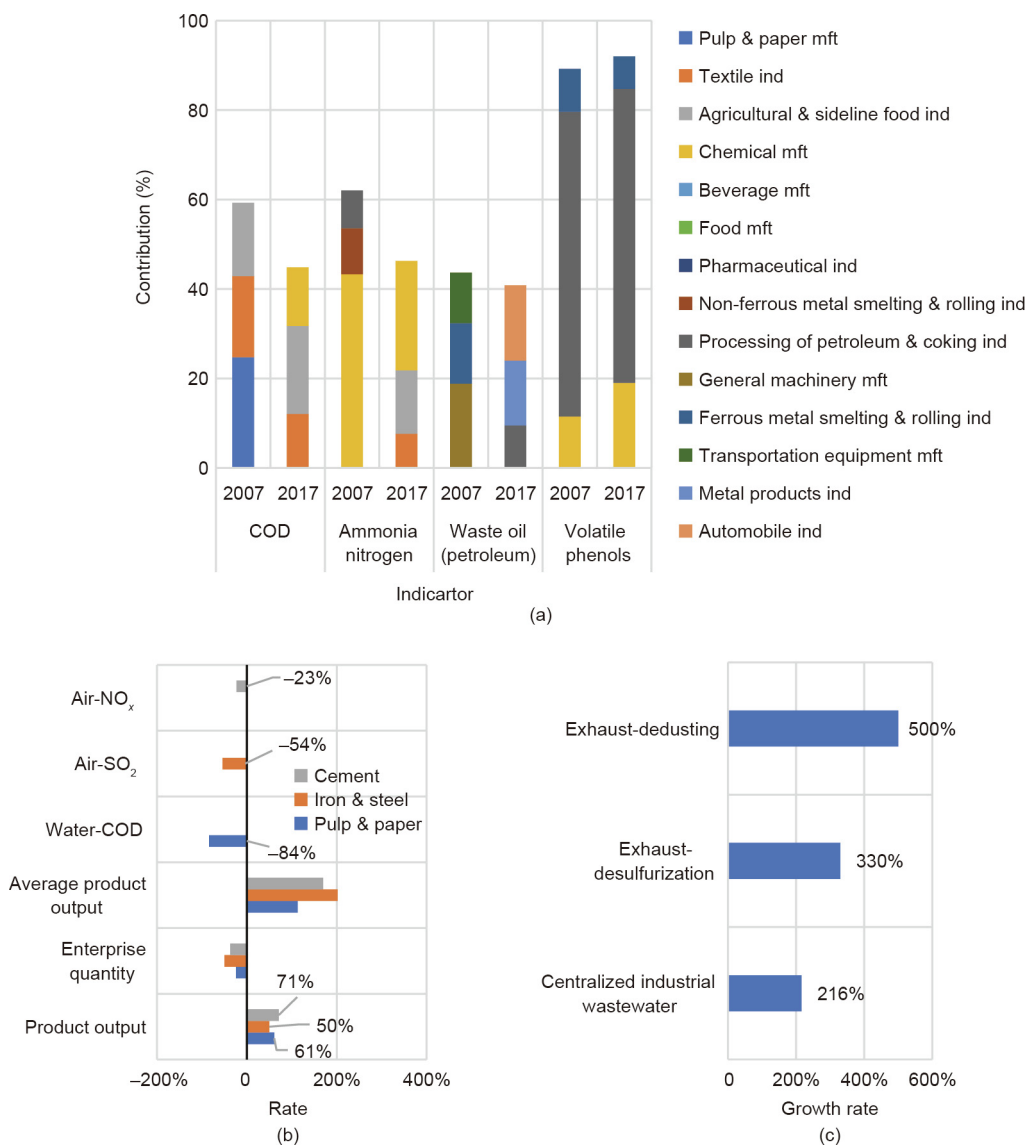 100
80
60
40
20
0
Contribution (%)
2007 2017 2007 2017 2007 2017 2007 2017
COD
Ammonia
nitrogen
Waste oil
(petroleum)
Volatile
phenols
Indicartor
Pulp & paper mft
Textile ind
Agricultural & sideline food ind
Chemical mft
Beverage mft
Food mft
Pharmaceutical ind
Non-ferrous metal smelting & rolling ind
Processing of petroleum & coking ind
General machinery mft
Ferrous metal smelting & rolling ind
Transportation equipment mft
Metal products ind
Automobile ind
(a)
Air-NOx
Air-SO2
Water-COD
Average product
output
Enterprise
quantity
Product output
–23%
–54%
Cement
Iron & steel
Pulp & paper
–84%
71%
50%
61%
–200% 0 200% 400%
Rate
(b)
Exhaust-dedusting
Exhaust-
desulfurization
Centralized industrial
wastewater
500%
330%
216%
0 200% 400% 600%
Growth rate
(c)